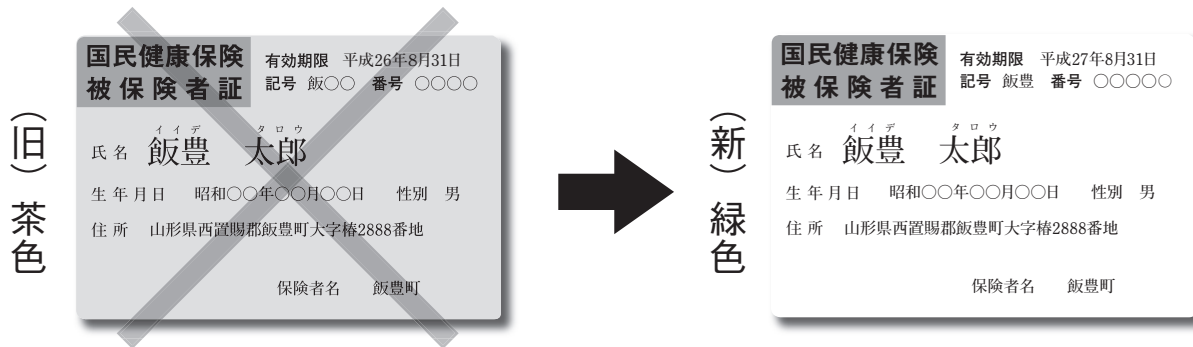 （旧）茶色
国民健康保険
被保険者証
有効期限 平成26年8月31日
記号 飯○○ 番号 ○○○○
イイデ タロウ
氏名 飯豊 太郎
生年月日 昭和○○年○○月○○日 性別 男
住所 山形県西置賜郡飯豊町大字椿2888番地
保険者名 飯豊町
（新）緑色
国民健康保険
被保険者証
有効期限 平成27年8月31日
記号 飯豊 番号 ○○○○○
イイデ タロウ
氏名 飯豊 太郎
生年月日 昭和○○年○○月○○日 性別 男
住所 山形県西置賜郡飯豊町大字椿2888番地
保険者名 飯豊町